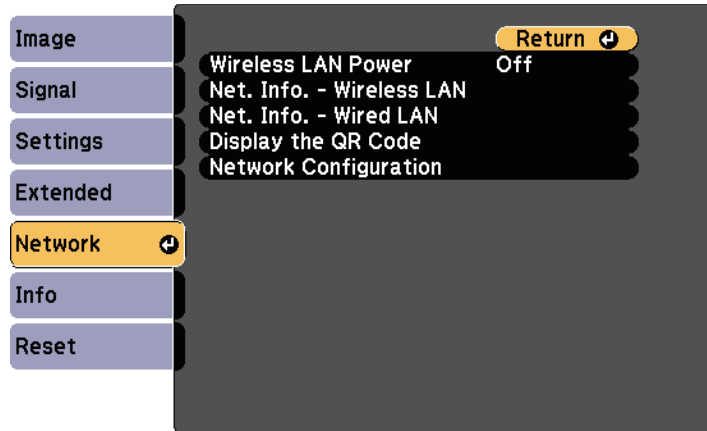 Image
Signal
Settings
Extended
Network
Info
Reset
Return
Wireless LAN Power Off
Net. Info. - Wireless LAN
Net. Info. - Wired LAN
Display the QR Code
Network Configuration